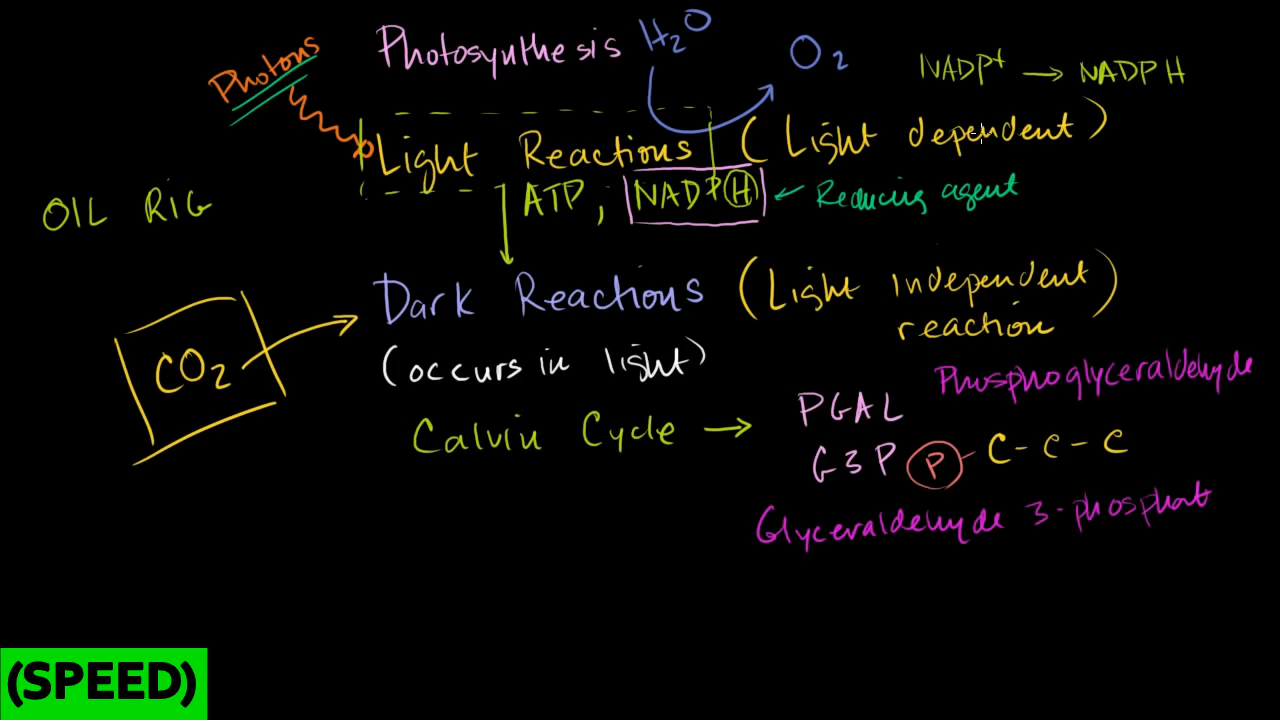 Photosynthesis
H₂O
O₂
NADP⁺ → NADPH
Photons
Light Reactions (Light dependent)
OIL RIG
ATP, NADPH ← Reducing agent
Dark Reactions (Light independent
reaction)
CO₂ →
(occurs in light)
Phosphoglyceraldehyde
Calvin Cycle → PGAL
G3P P-C-C-C
Glyceraldehyde 3-phosphat
(SPEED)